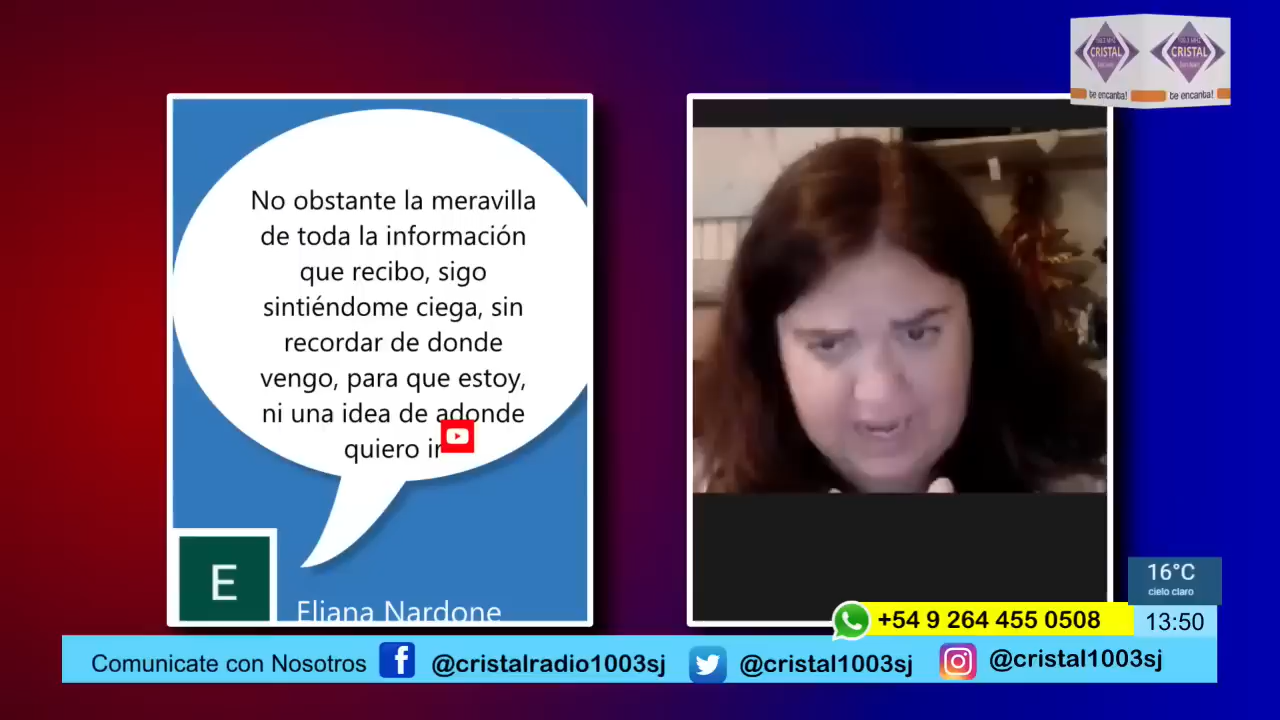 CRISTAL
CRISTAL
te encanta!
te encanta!
No obstante la meravilla
de toda la información
que recibo, sigo
sintiéndome ciega, sin
recordar de donde
vengo, para que estoy,
ni una idea de adonde
quiero ir
E
Eliana Nardone
16°C
cielo claro
+54 9 264 455 0508
13:50
Comunicate con Nosotros
@cristalradio1003sj
@cristal1003sj
@cristal1003sj